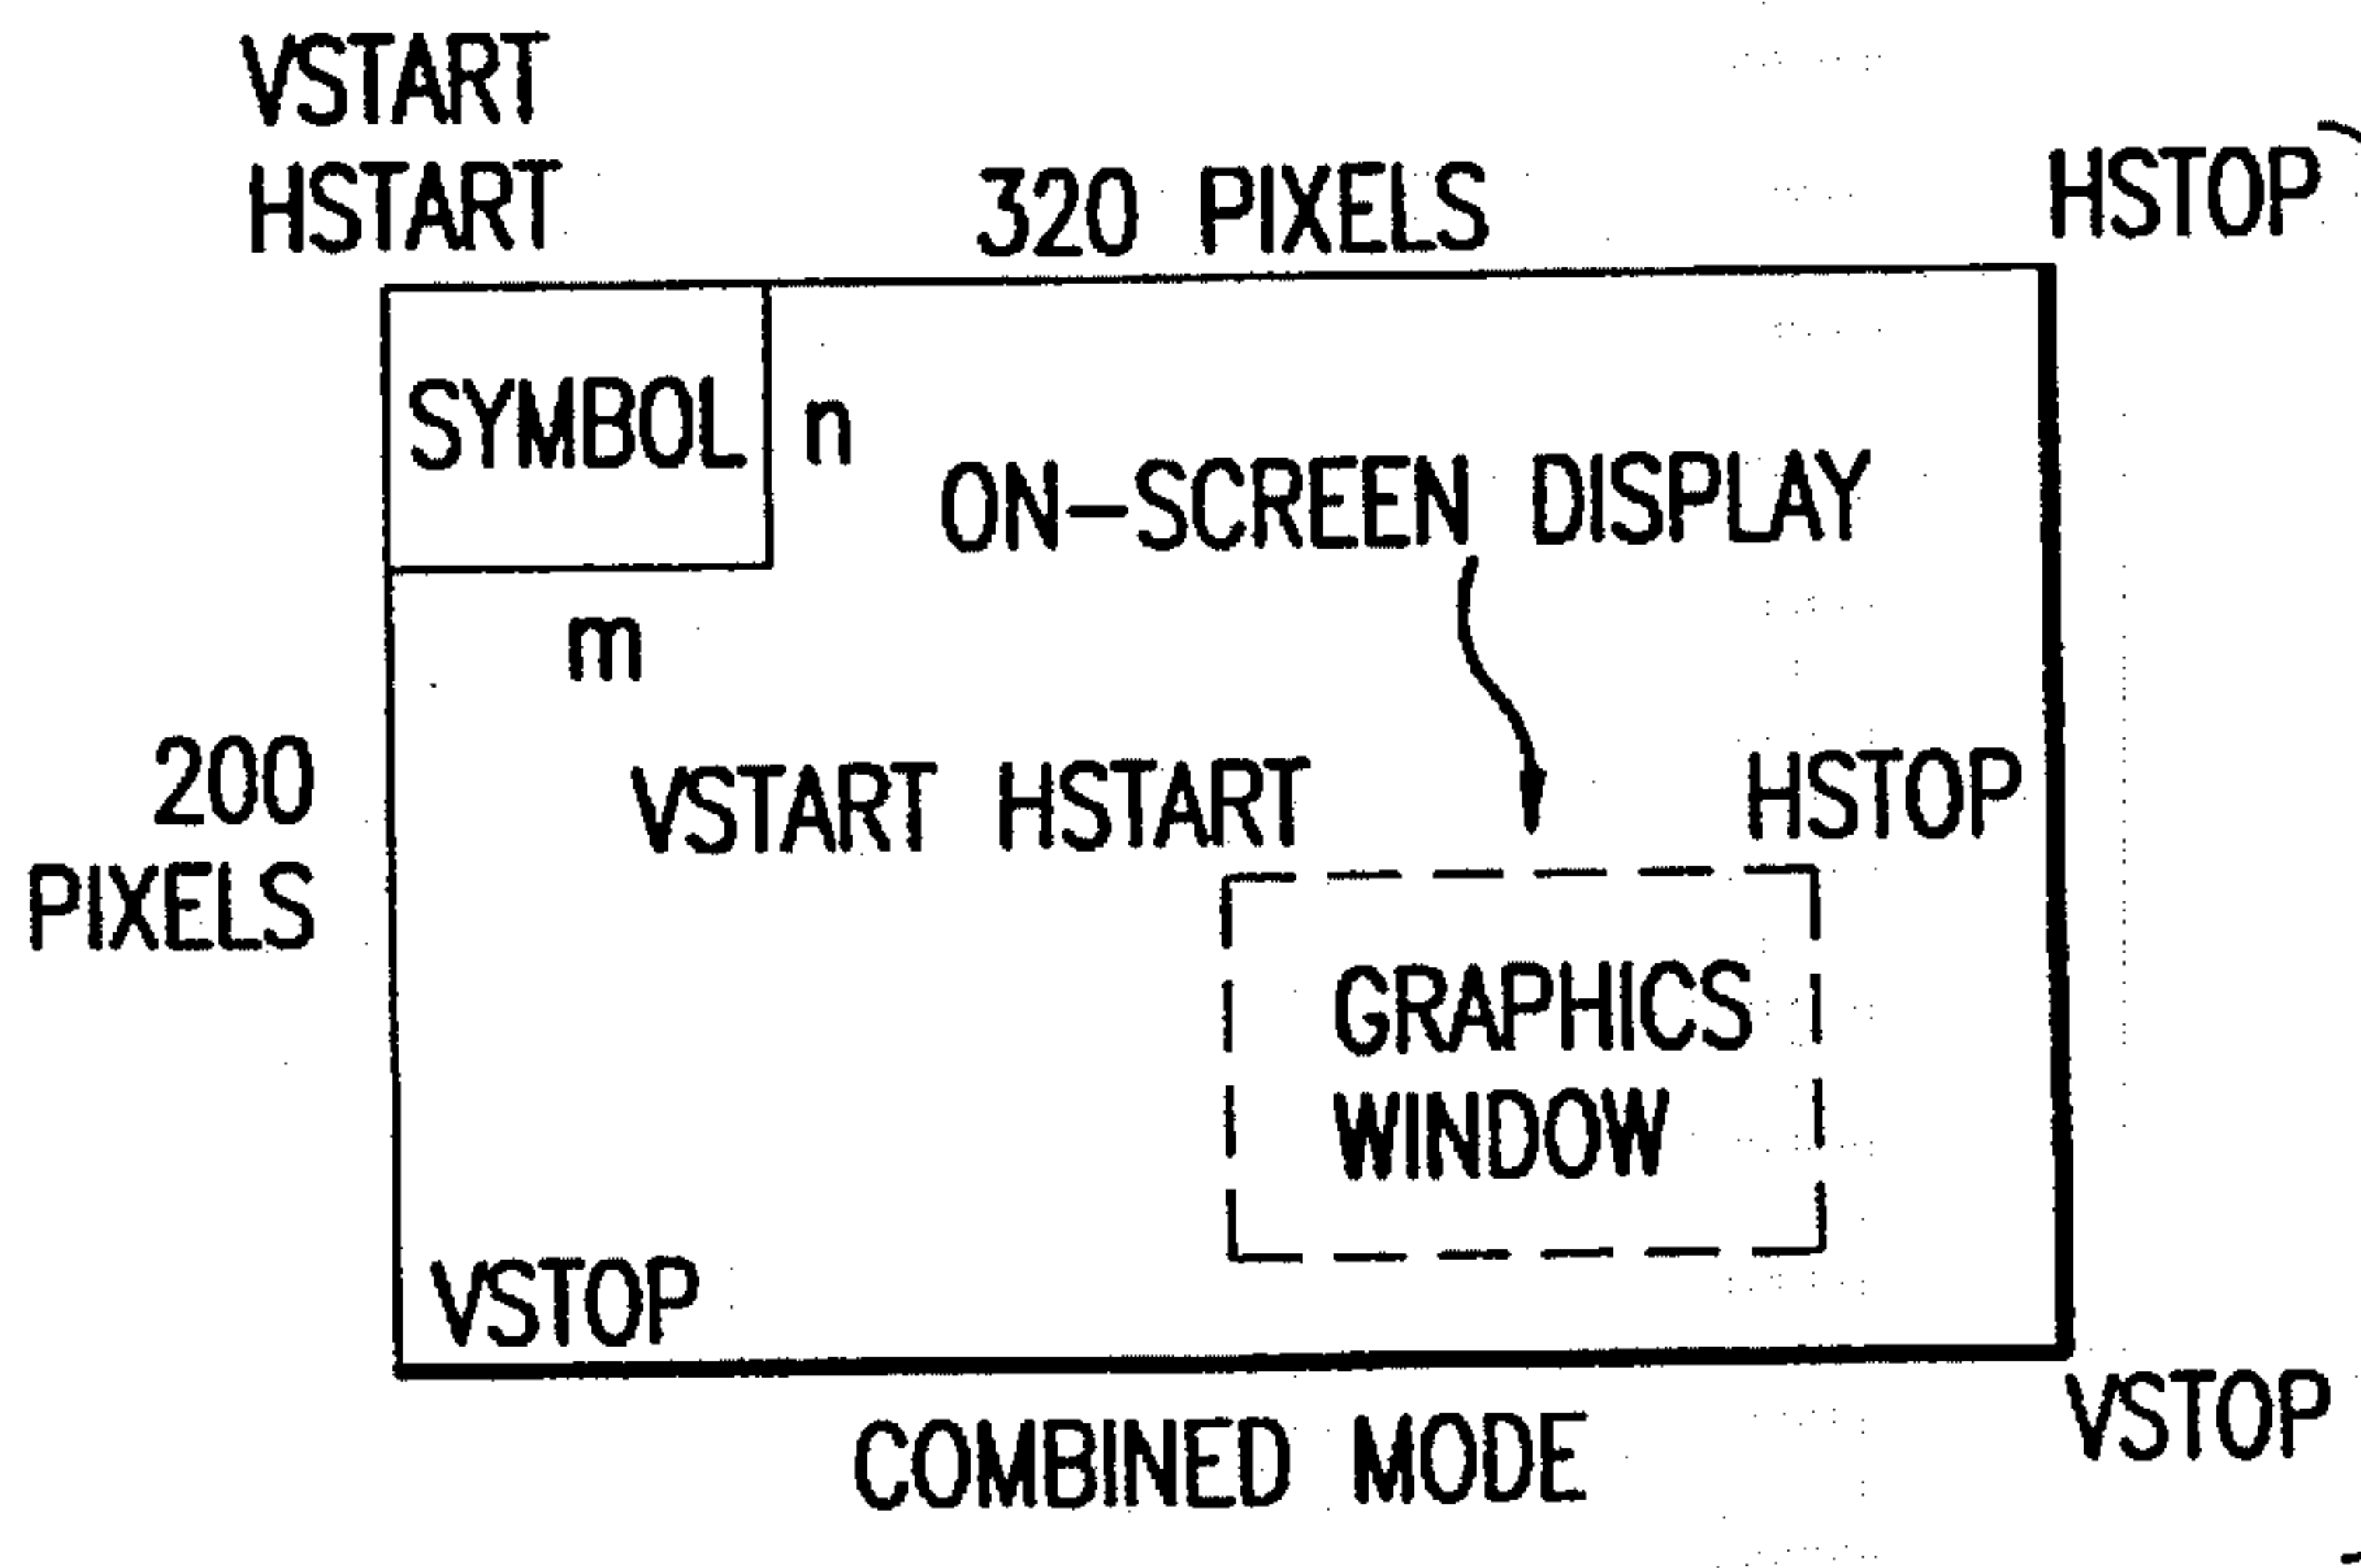 VSTART
HSTART
320 PIXELS
HSTOP
SYMBOL
n
ON-SCREEN DISPLAY
m
200
PIXELS
VSTART HSTART
HSTOP
GRAPHICS
WINDOW
VSTOP
VSTOP
COMBINED MODE